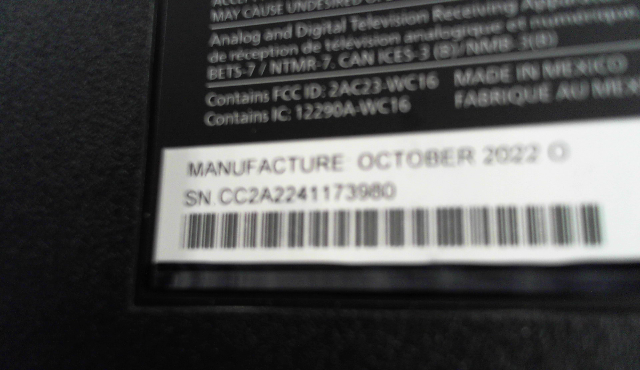 MAY CAUSE UNDESIRED
Analog and Digital Television Receiving
de réception de télévision analogique et numérique
BETS-7 / NTMR-7. CAN ICES-3 (B)/NMB-3(B)
Contains FCC ID: 2AC23-WC16
Contains IC: 12290A-WC16
MADE IN MEXICO
FABRIQUÉ AU
MANUFACTURE OCTOBER 2022 O
SN.CC2A2241173980